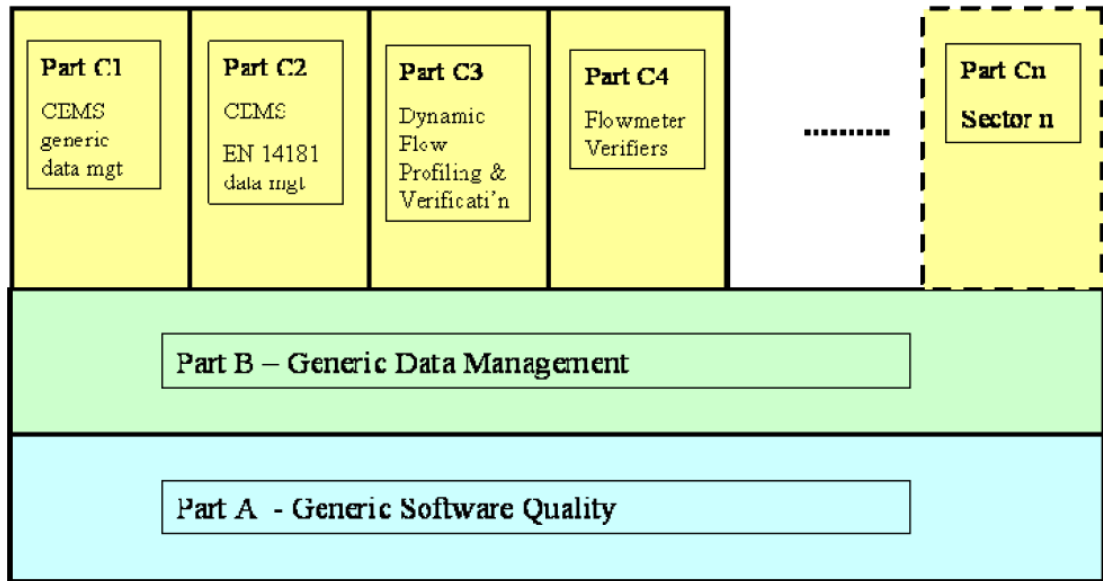 Part C1
CEMS
generic
data mgt
Part C2
CEMS
EN 14181
data mgt
Part C3
Dynamic
Flow
Profiling &
Verificati'n
Part C4
Flowmeter
Verifiers
..........
Part Cn
Sector n
Part B – Generic Data Management
Part A - Generic Software Quality